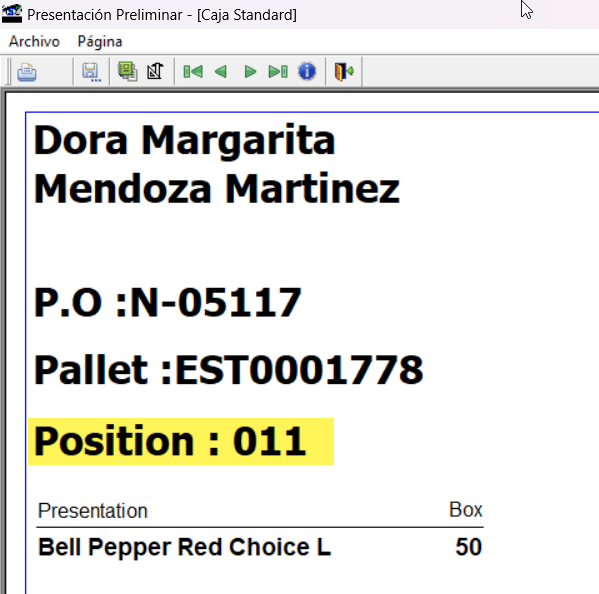 Presentación Preliminar - [Caja Standard]
Archivo Página
Dora Margarita
Mendoza Martinez
P.O :N-05117
Pallet :EST0001778
Position : 011
Presentation Box
Bell Pepper Red Choice L 50